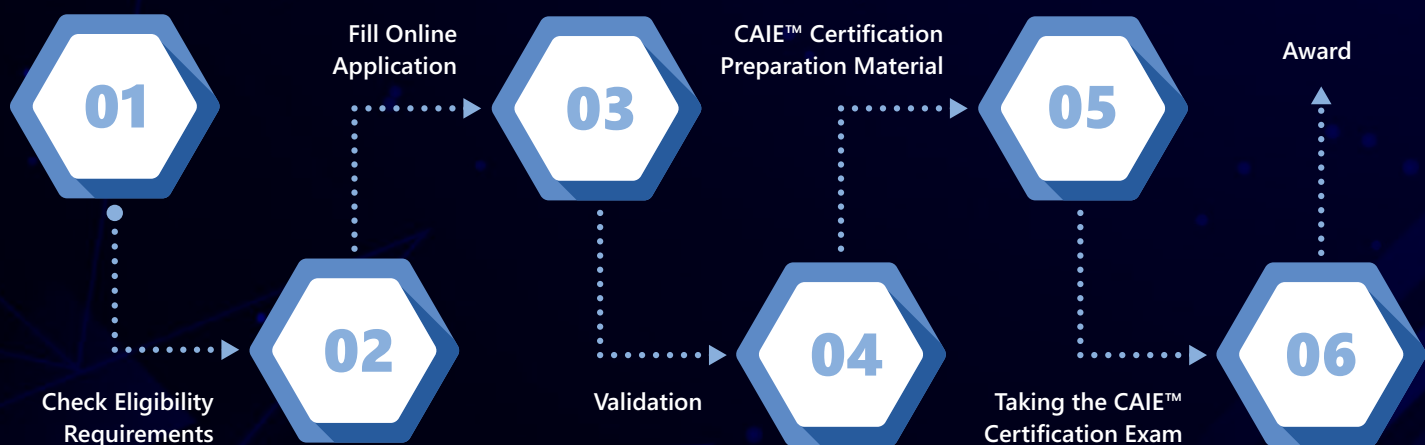 01
Check Eligibility
Requirements
02
Fill Online
Application
03
Validation
04
CAIE™ Certification
Preparation Material
05
Taking the CAIE™
Certification Exam
06
Award